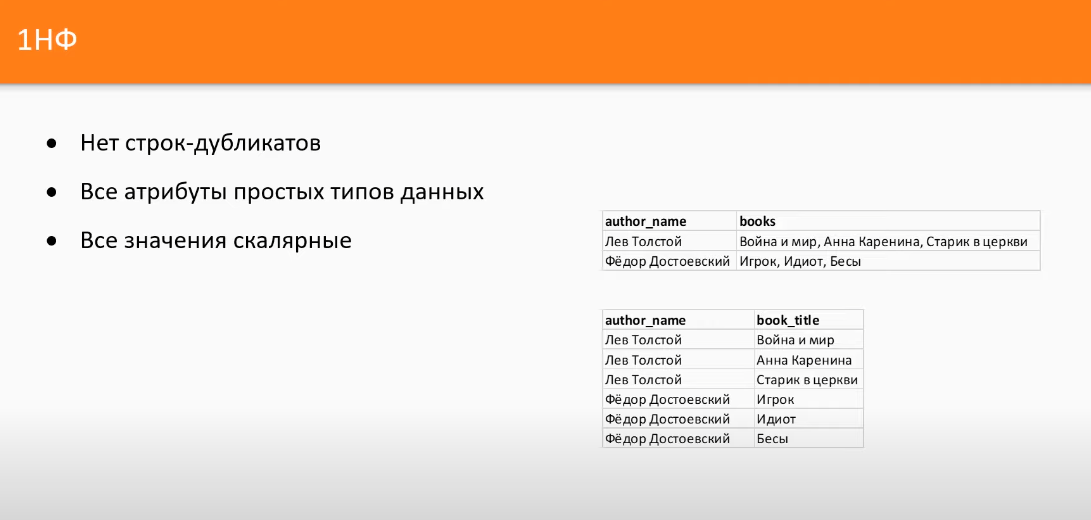 1НФ
● Нет строк-дубликатов
● Все атрибуты простых типов данных
● Все значения скалярные
author_name books
Лев Толстой Война и мир, Анна Каренина, Старик в церкви
Фёдор Достоевский Игрок, Идиот, Бесы
author_name book_title
Лев Толстой Война и мир
Лев Толстой Анна Каренина
Лев Толстой Старик в церкви
Фёдор Достоевский Игрок
Фёдор Достоевский Идиот
Фёдор Достоевский Бесы